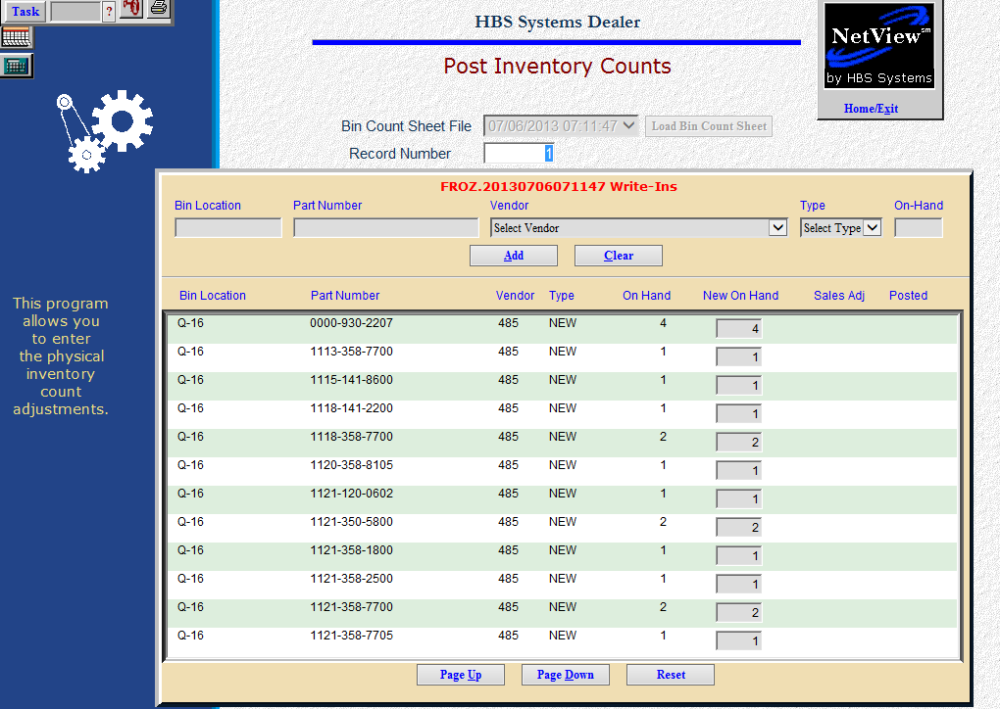 Task
?
HBS Systems Dealer
Post Inventory Counts
NetView℠
by HBS Systems
Home/Exit
Bin Count Sheet File 07/06/2013 07:11:47 Load Bin Count Sheet
Record Number 1
This program
allows you
to enter
the physical
inventory
count
adjustments.
FROZ.20130706071147 Write-Ins
Bin Location Part Number Vendor Type On-Hand
Select Vendor Select Type
Add Clear
Bin Location Part Number Vendor Type On Hand New On Hand Sales Adj Posted
Q-16 0000-930-2207 485 NEW 4 4
Q-16 1113-358-7700 485 NEW 1 1
Q-16 1115-141-8600 485 NEW 1 1
Q-16 1118-141-2200 485 NEW 1 1
Q-16 1118-358-7700 485 NEW 2 2
Q-16 1120-358-8105 485 NEW 1 1
Q-16 1121-120-0602 485 NEW 1 1
Q-16 1121-350-5800 485 NEW 2 2
Q-16 1121-358-1800 485 NEW 1 1
Q-16 1121-358-2500 485 NEW 1 1
Q-16 1121-358-7700 485 NEW 2 2
Q-16 1121-358-7705 485 NEW 1 1
Page Up Page Down Reset